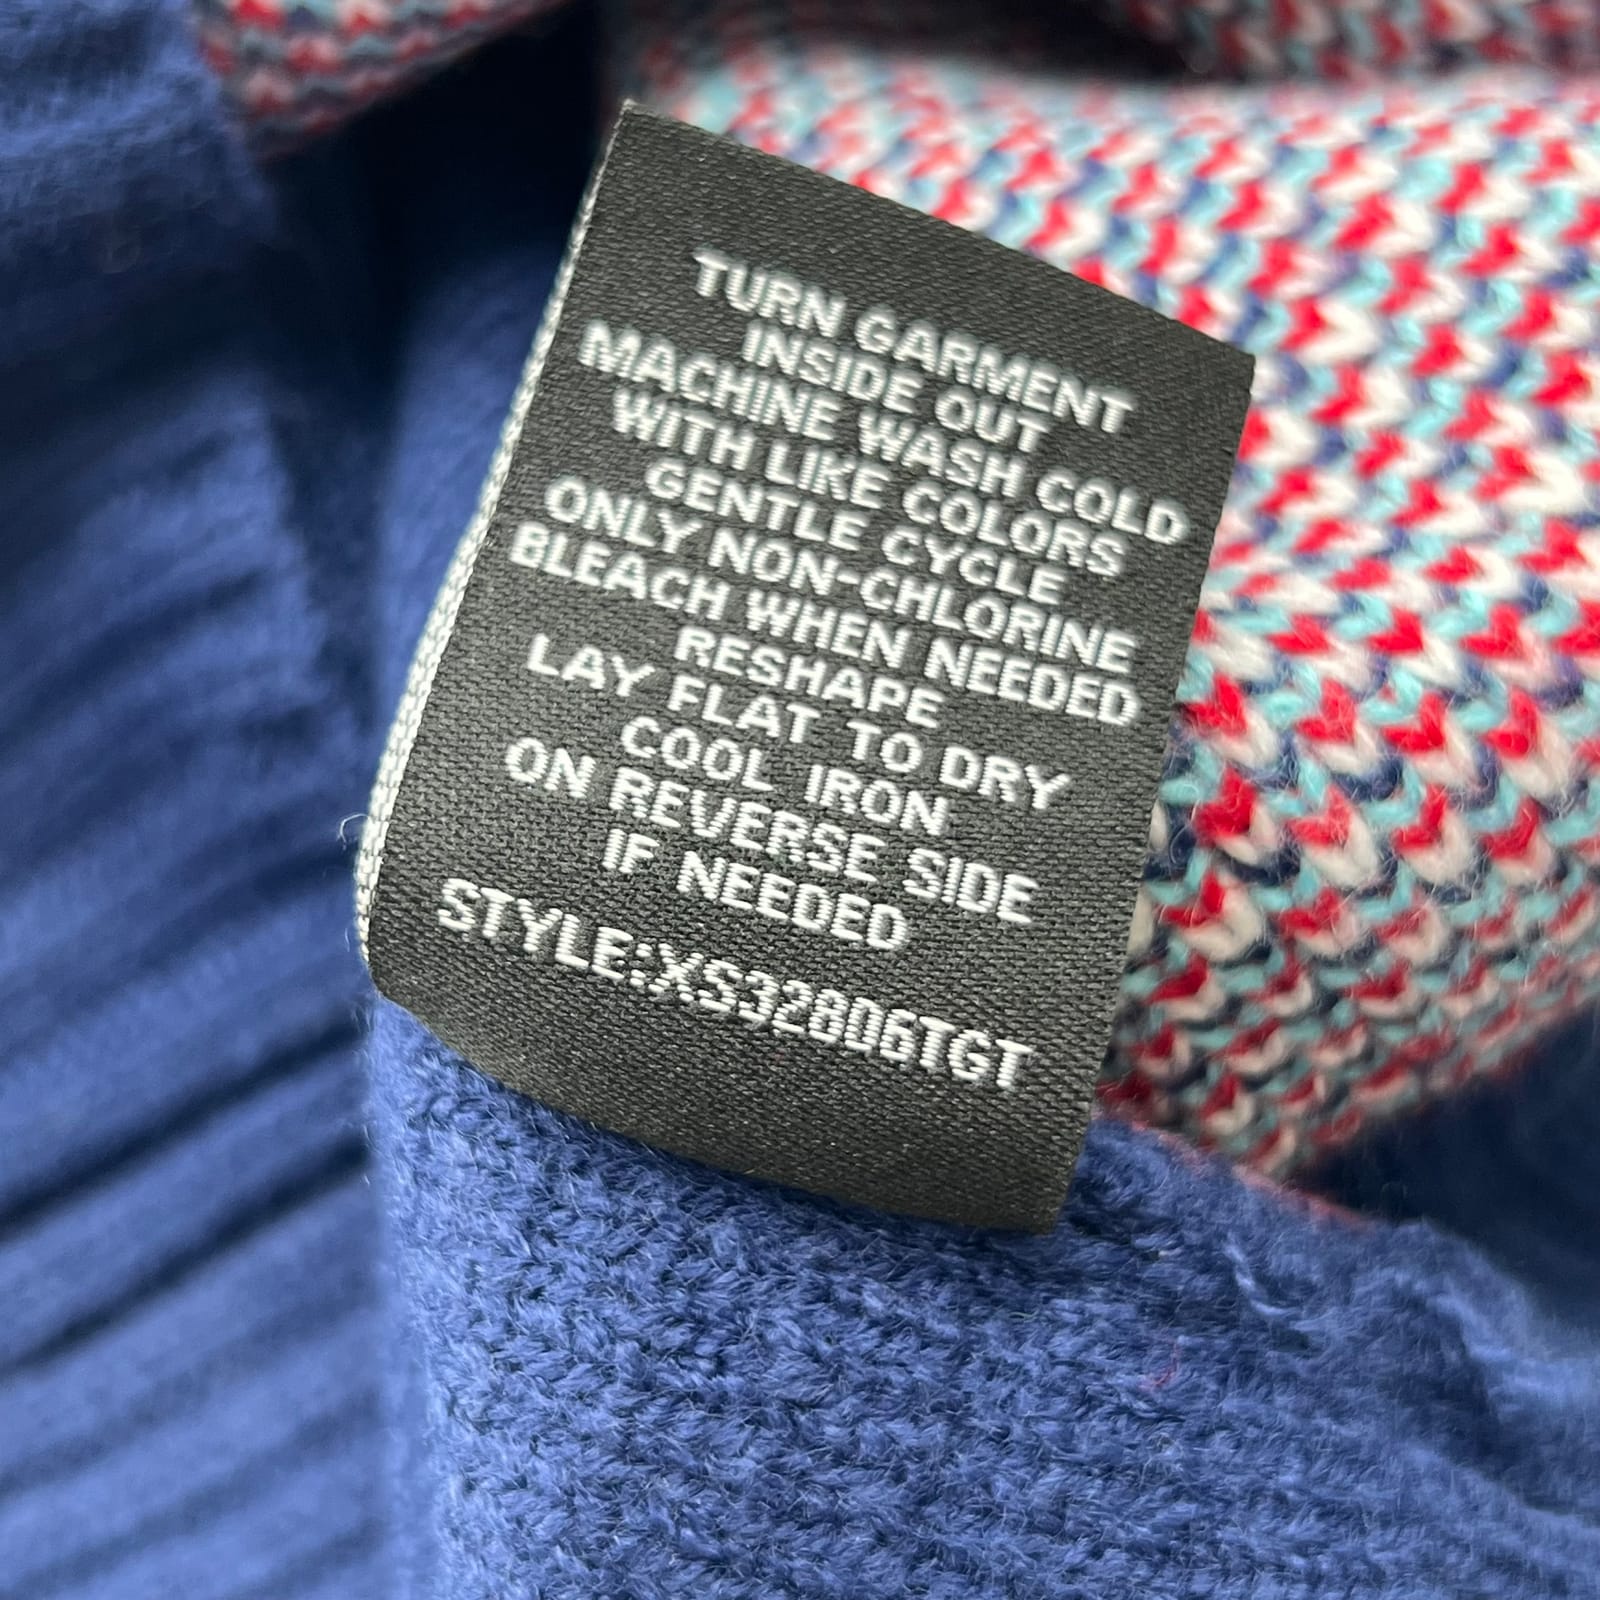 TURN GARMENT
INSIDE OUT
MACHINE WASH COLD
WITH LIKE COLORS
GENTLE CYCLE
ONLY NON-CHLORINE
BLEACH WHEN NEEDED
RESHAPE
LAY FLAT TO DRY
COOL IRON
ON REVERSE SIDE
IF NEEDED
STYLE:XS32806TGT